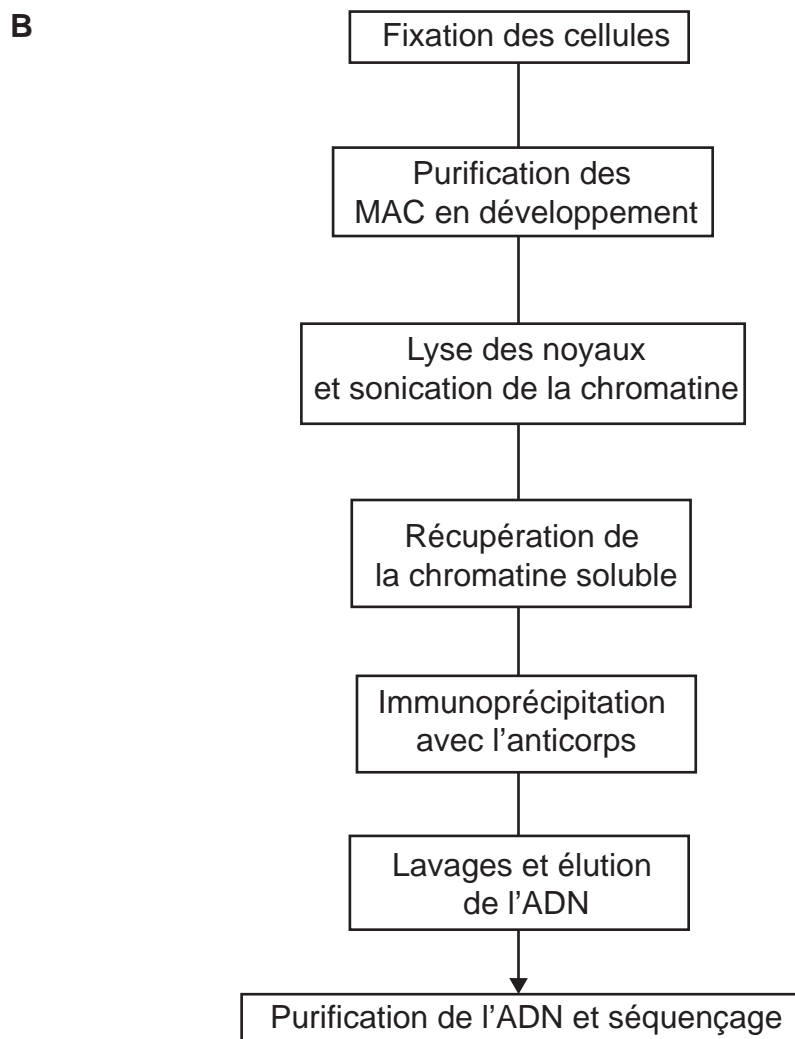 B
Fixation des cellules
Purification des
MAC en développement
Lyse des noyaux
et sonication de la chromatine
Récupération de
la chromatine soluble
Immunoprécipitation
avec l'anticorps
Lavages et élution
de l'ADN
Purification de l'ADN et séquençage